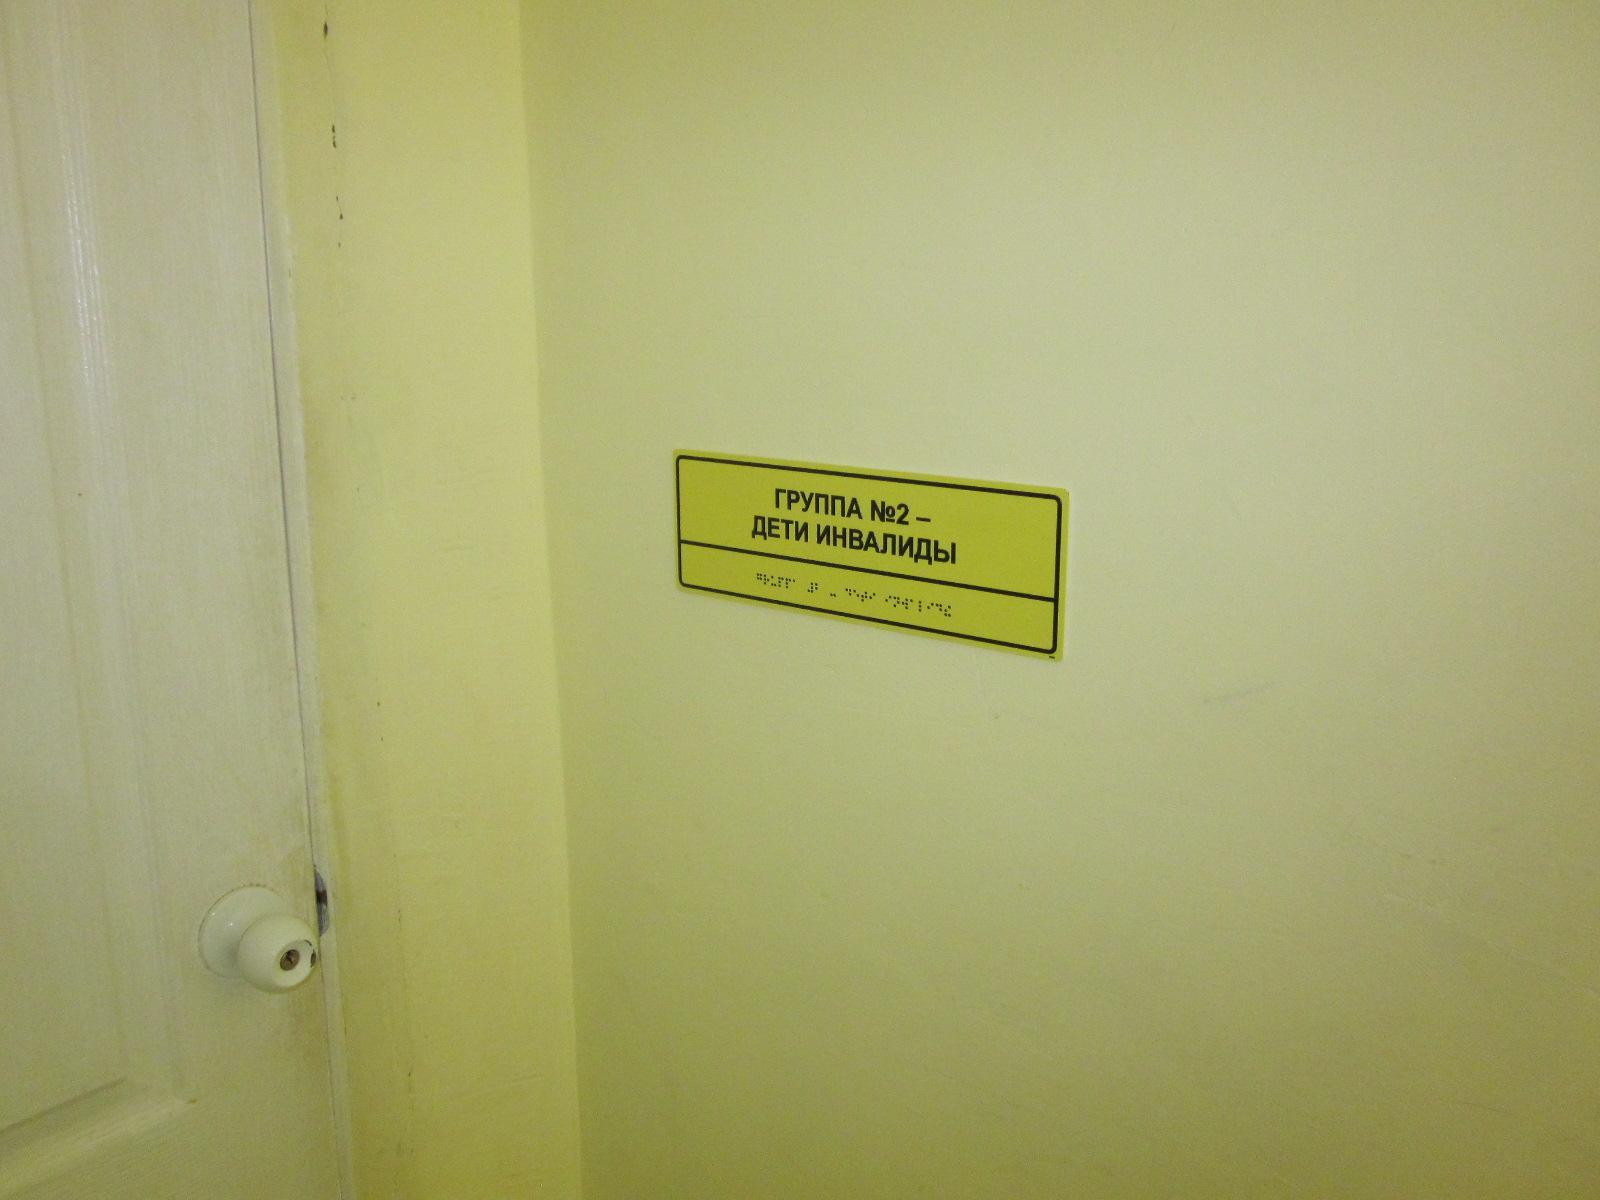 ГРУППА №2 –
ДЕТИ ИНВАЛИДЫ